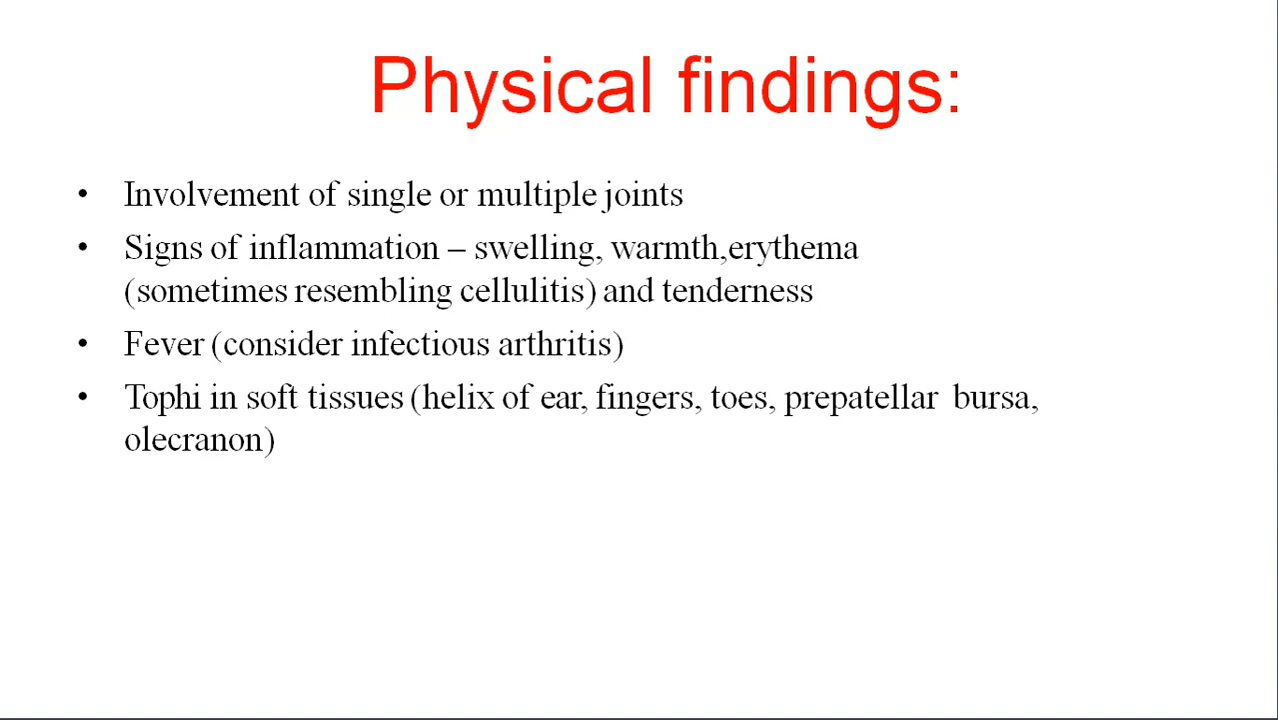 Physical findings:
• Involvement of single or multiple joints
• Signs of inflammation – swelling, warmth,erythema
(sometimes resembling cellulitis) and tenderness
• Fever (consider infectious arthritis)
• Tophi in soft tissues (helix of ear, fingers, toes, prepatellar bursa,
olecranon)